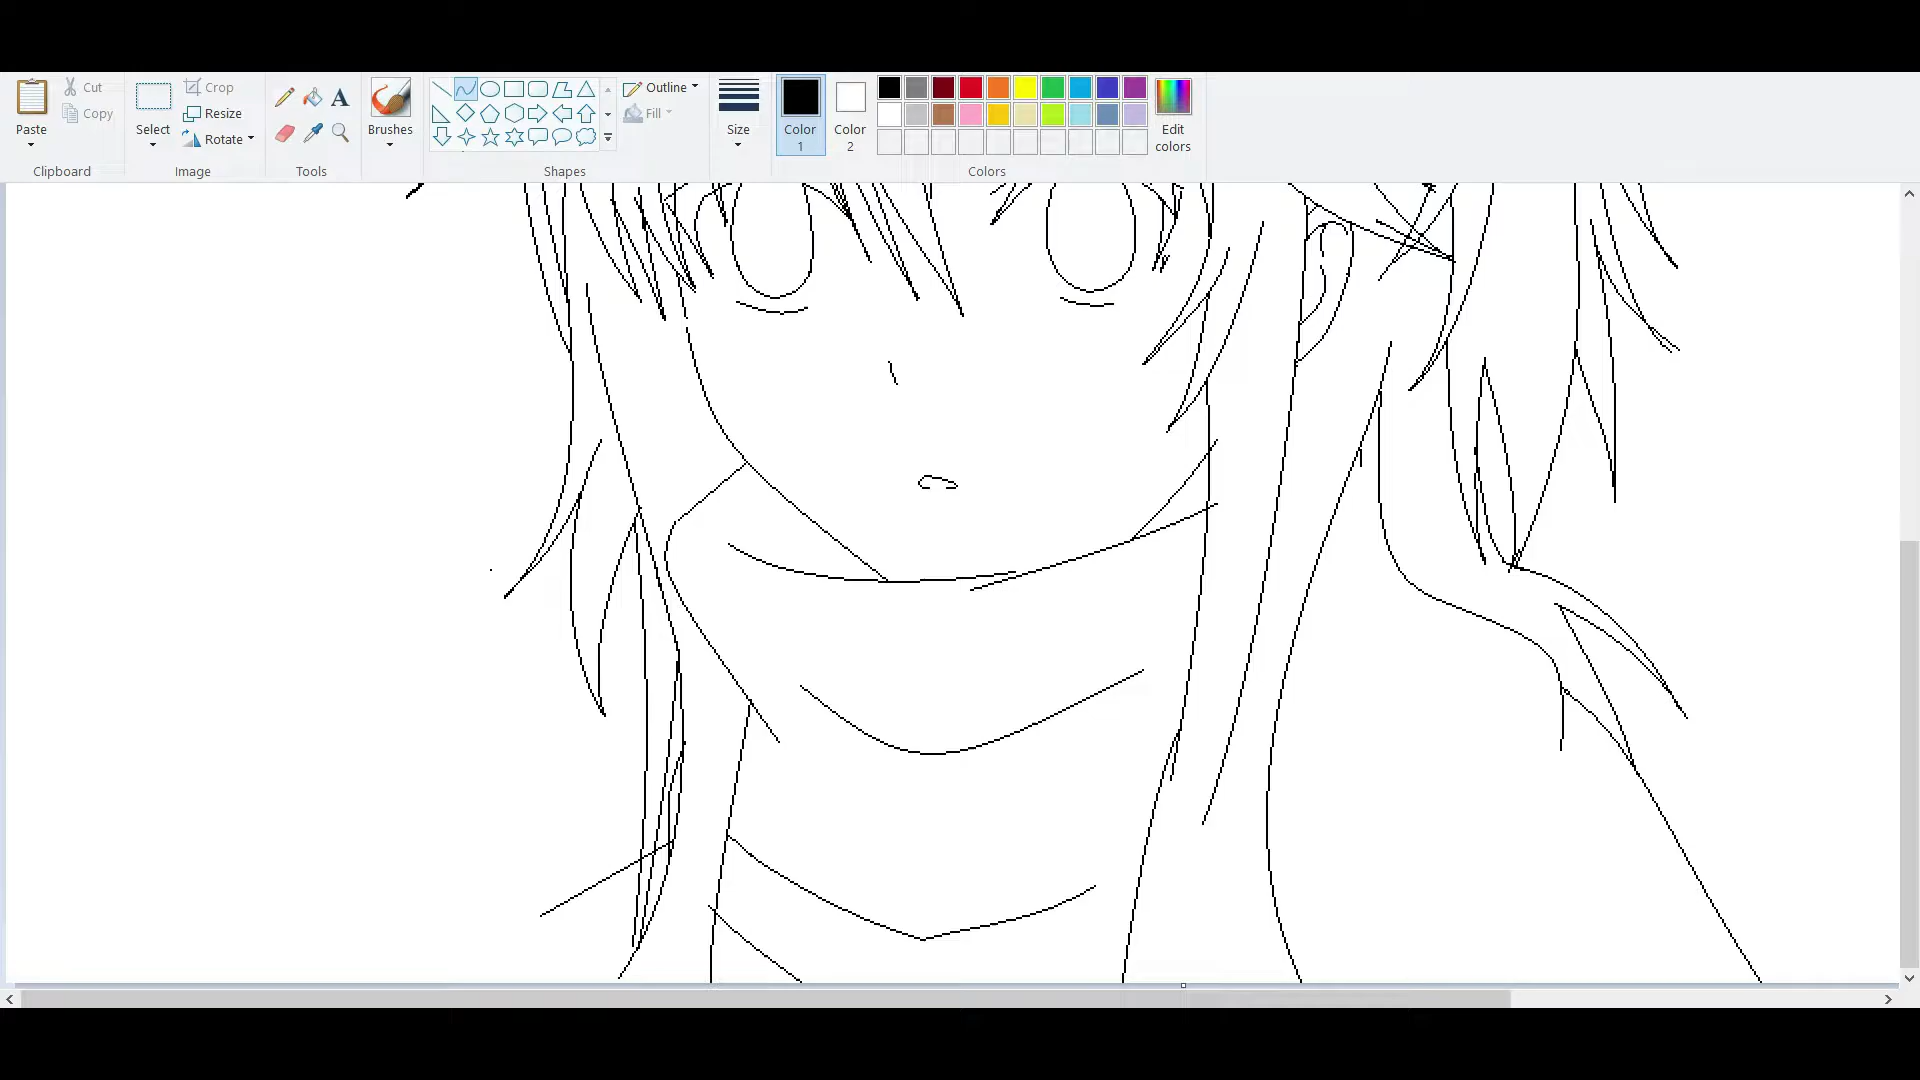 Cut
Crop
Outline
Copy
Resize
Fill
Paste
Select
Rotate
Brushes
Size
Color 1
Color 2
Edit colors
A
Clipboard
Image
Tools
Shapes
Colors